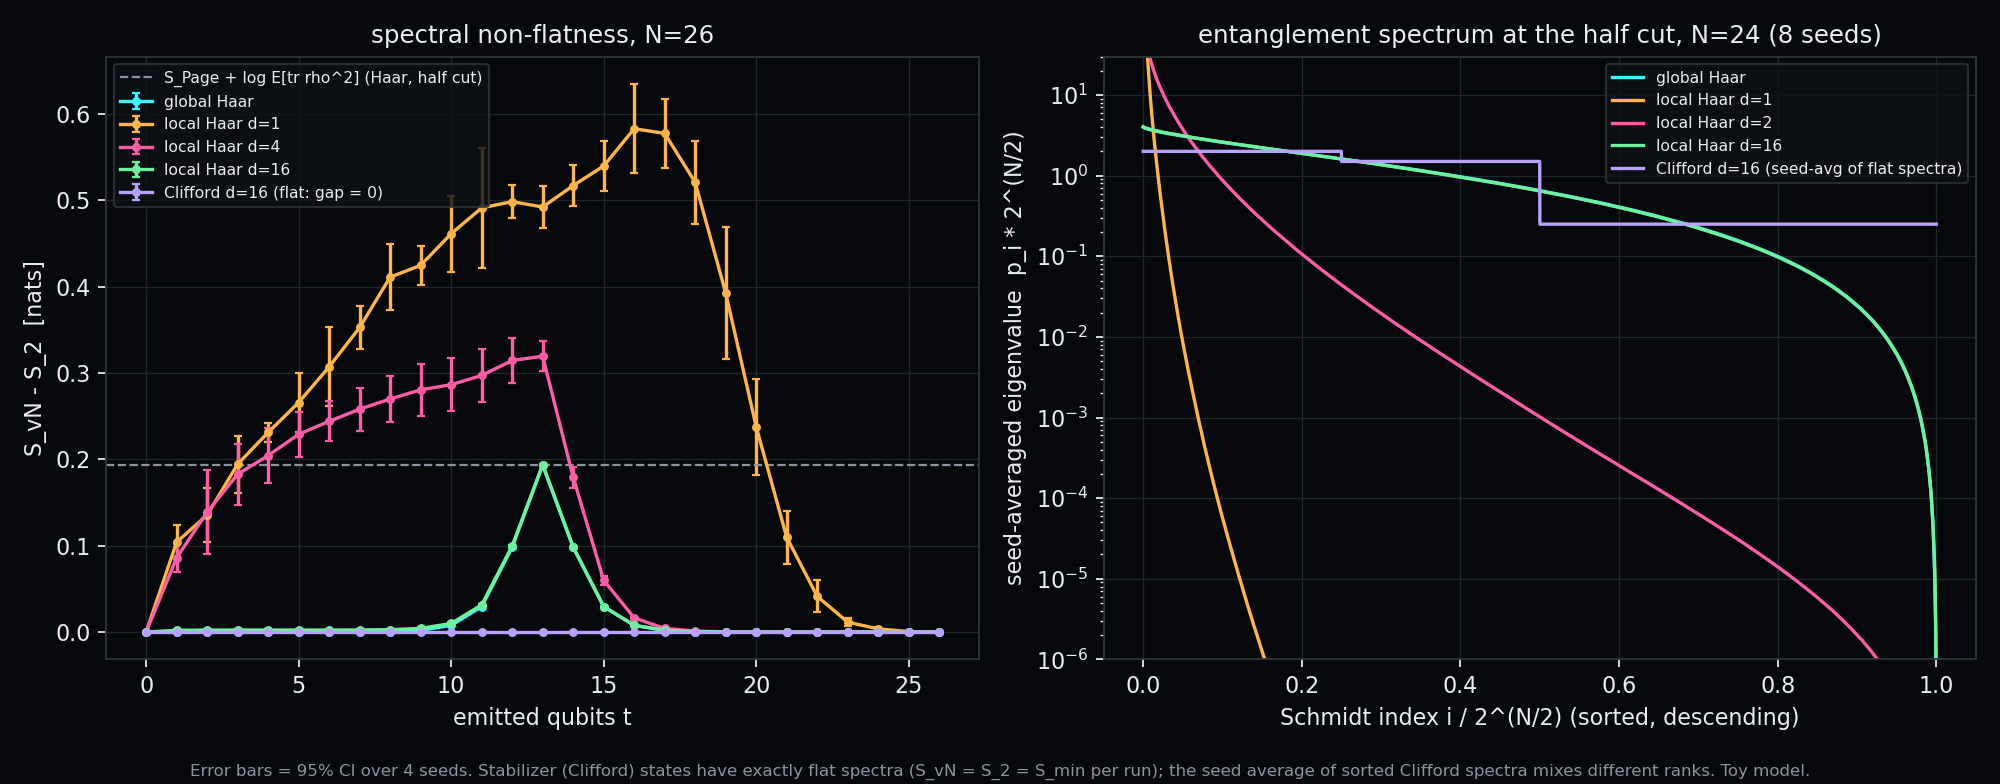 spectral non-flatness, N=26
S_vN - S_2 [nats]
0.6
0.5
0.4
0.3
0.2
0.1
0.0
S_Page + log E[tr rho^2] (Haar, half cut)
global Haar
local Haar d=1
local Haar d=4
local Haar d=16
Clifford d=16 (flat: gap = 0)
0 5 10 15 20 25
emitted qubits t
entanglement spectrum at the half cut, N=24 (8 seeds)
seed-averaged eigenvalue p_i * 2^(N/2)
10^1
10^0
10^-1
10^-2
10^-3
10^-4
10^-5
10^-6
global Haar
local Haar d=1
local Haar d=2
local Haar d=16
Clifford d=16 (seed-avg of flat spectra)
0.0 0.2 0.4 0.6 0.8 1.0
Schmidt index i / 2^(N/2) (sorted, descending)
Error bars = 95% CI over 4 seeds. Stabilizer (Clifford) states have exactly flat spectra (S_vN = S_2 = S_min per run); the seed average of sorted Clifford spectra mixes different ranks. Toy model.